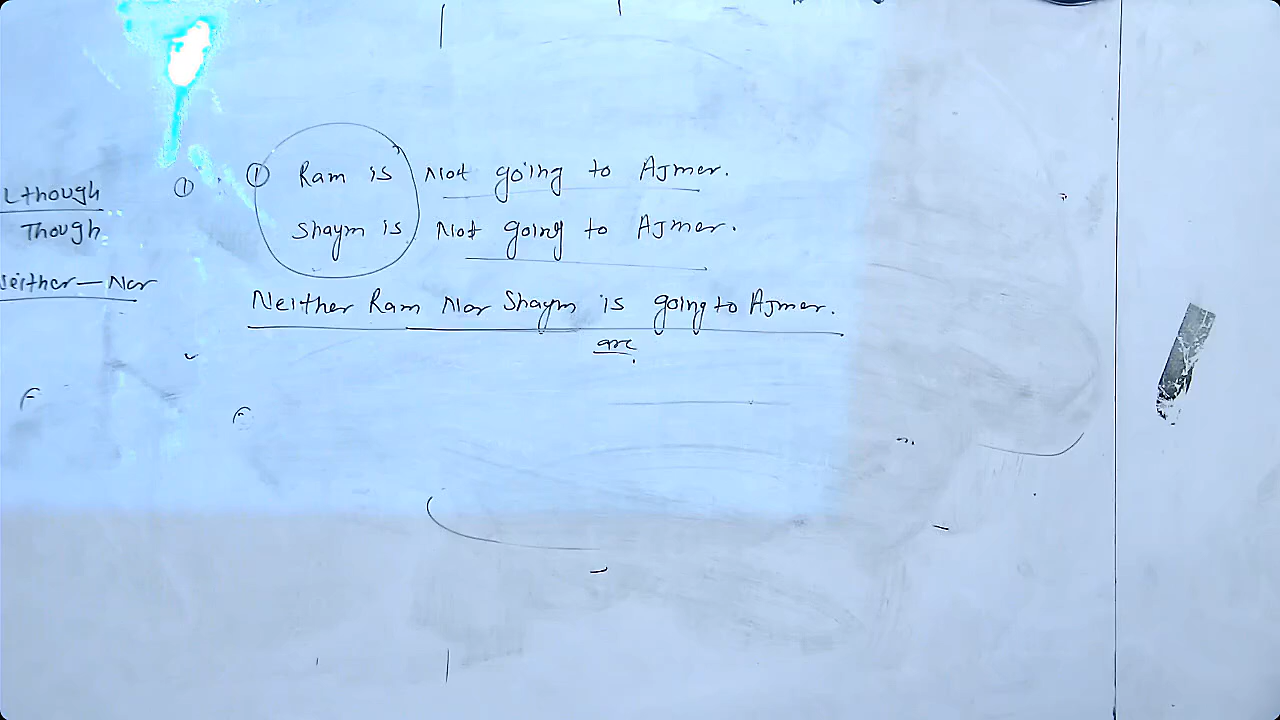 Lthough
Though
Neither — Nor
① ① Ram is Not going to Ajmer.
Shaym is Not going to Ajmer.
Neither Ram Nor Shaym is going to Ajmer.
are